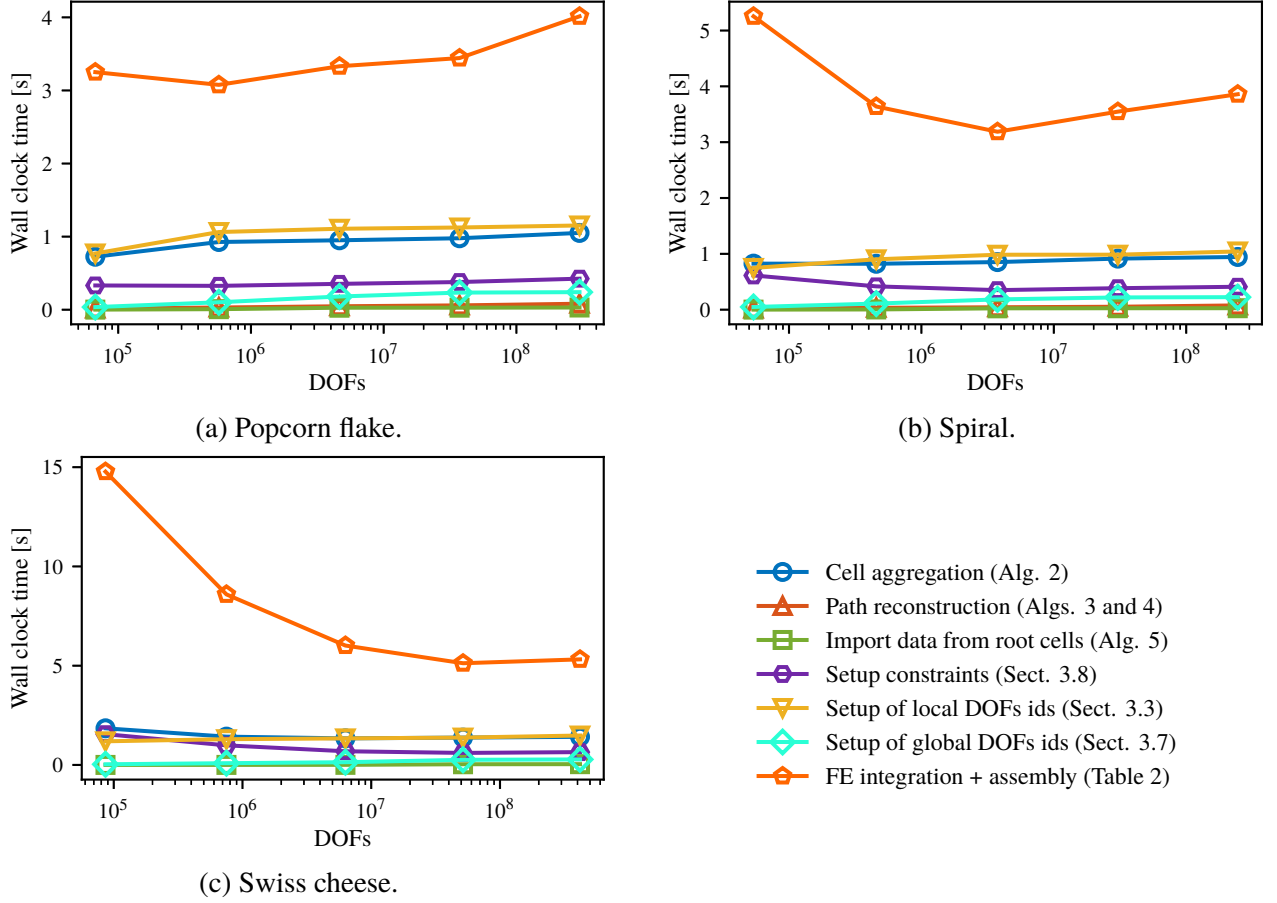 4
3
2
1
0
Wall clock time [s]
10^5
10^6
10^7
10^8
DOFs
(a) Popcorn flake.
5
4
3
2
1
0
Wall clock time [s]
10^5
10^6
10^7
10^8
DOFs
(b) Spiral.
15
10
5
0
Wall clock time [s]
10^5
10^6
10^7
10^8
DOFs
(c) Swiss cheese.
Cell aggregation (Alg. 2)
Path reconstruction (Algs. 3 and 4)
Import data from root cells (Alg. 5)
Setup constraints (Sect. 3.8)
Setup of local DOFs ids (Sect. 3.3)
Setup of global DOFs ids (Sect. 3.7)
FE integration + assembly (Table 2)